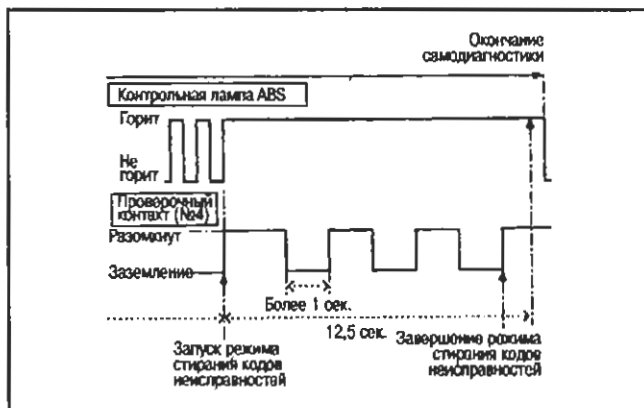 Окончание
самодиагностики
Контрольная лампа ABS
Горит
Не
горит
Проверочный
контакт (№4)
Разомкнут
Заземление
Более 1 сек.
12,5 сек.
Запуск режима
стирания кодов
неисправностей
Завершение режима
стирания кодов
неисправностей